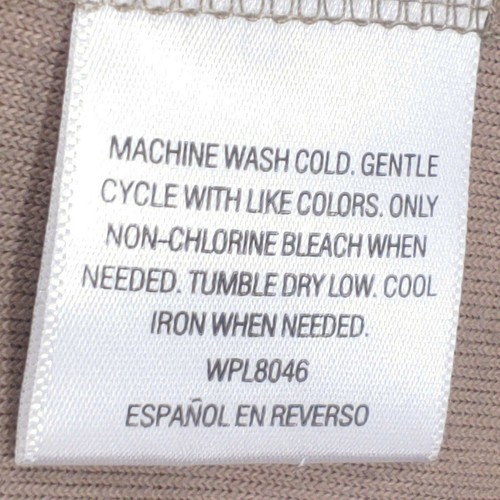 MACHINE WASH COLD. GENTLE
CYCLE WITH LIKE COLORS. ONLY
NON-CHLORINE BLEACH WHEN
NEEDED. TUMBLE DRY LOW. COOL
IRON WHEN NEEDED.
WPL8046
ESPAÑOL EN REVERSO